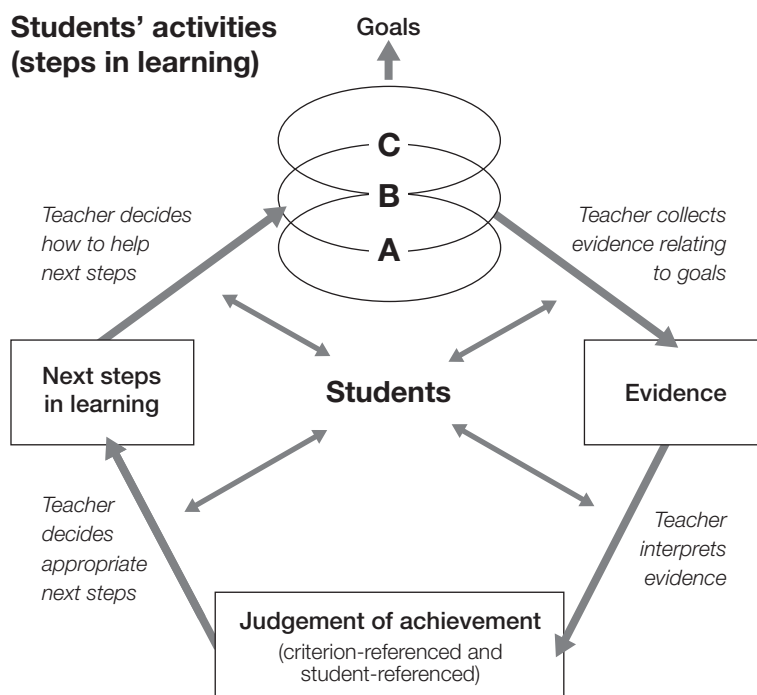 Students’ activities
(steps in learning)
Goals
C
B
A
Teacher decides
how to help
next steps
Teacher collects
evidence relating
to goals
Next steps
in learning
Students
Evidence
Teacher
decides
appropriate
next steps
Teacher
interprets
evidence
Judgement of achievement
(criterion-referenced and
student-referenced)